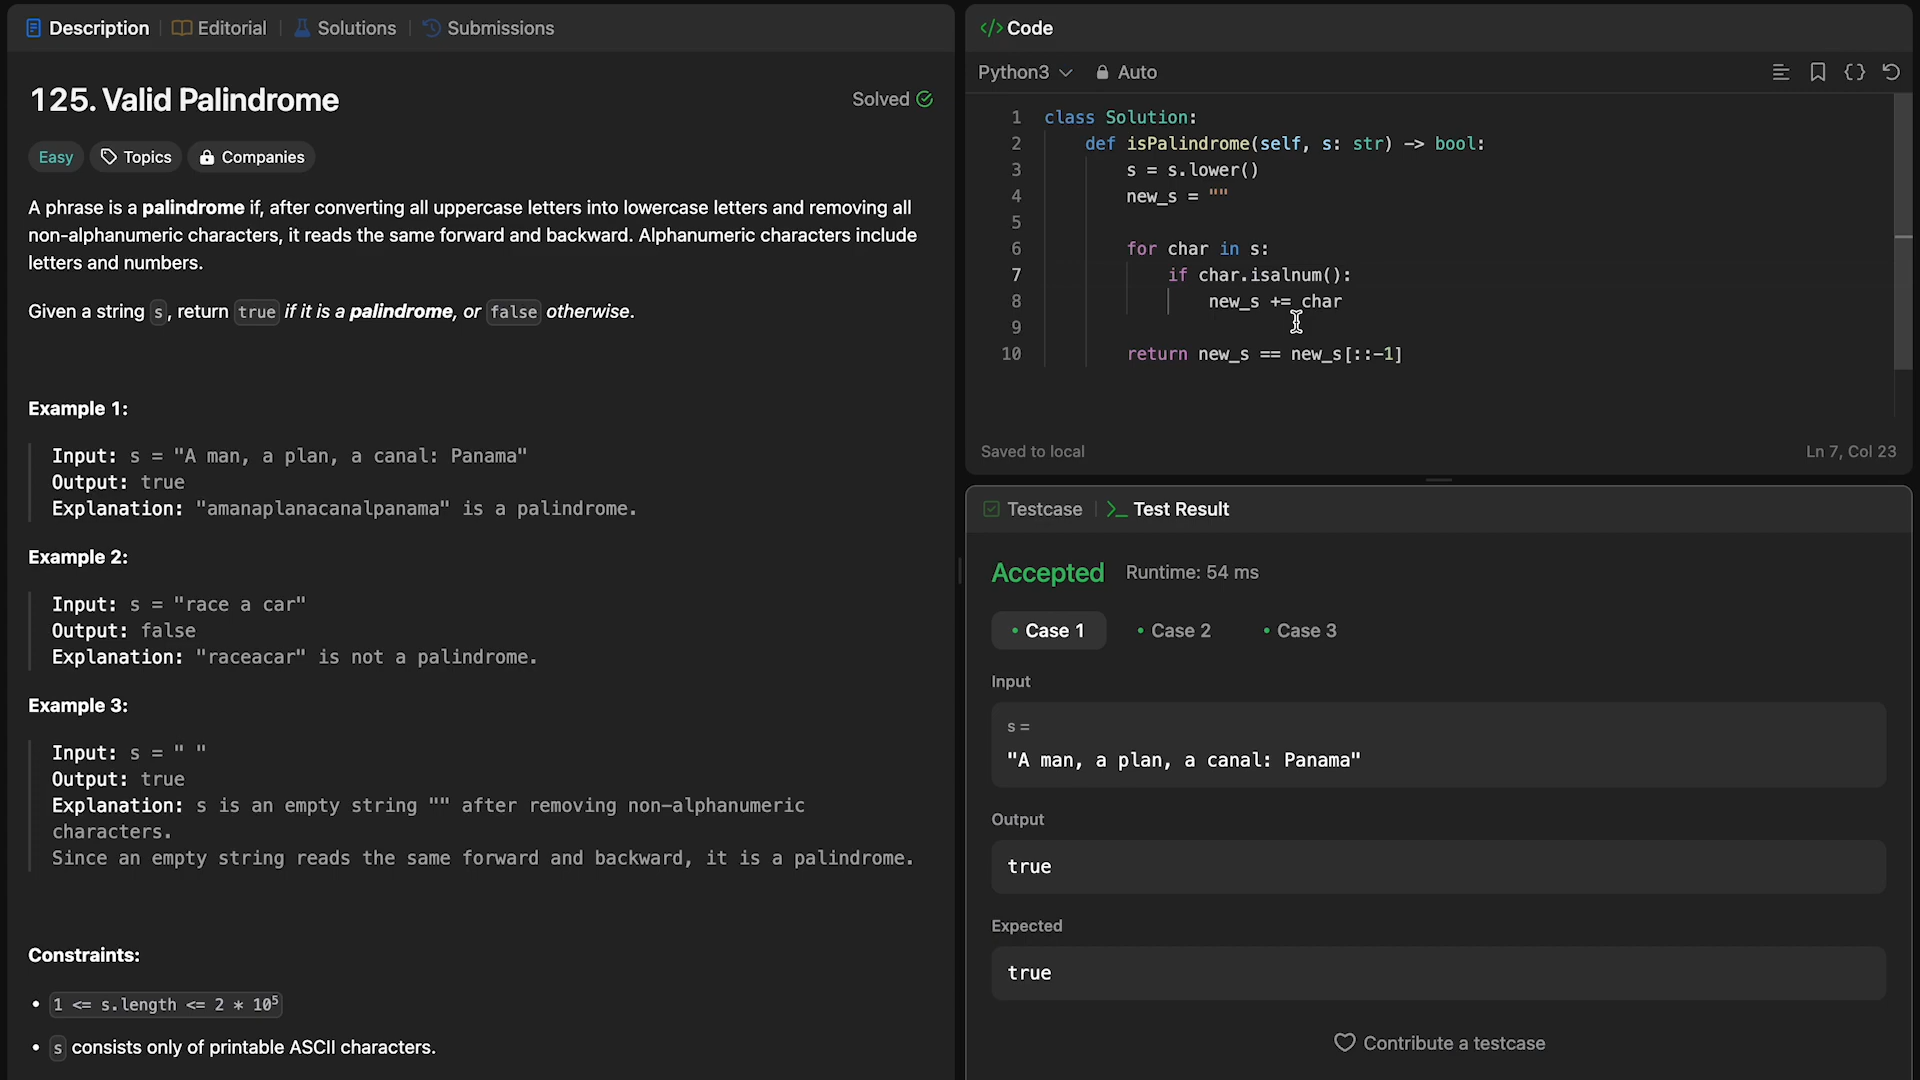 Description | Editorial | Solutions | Submissions
125. Valid Palindrome
Solved
Easy Topics Companies
A phrase is a palindrome if, after converting all uppercase letters into lowercase letters and removing all
non-alphanumeric characters, it reads the same forward and backward. Alphanumeric characters include
letters and numbers.
Given a string s, return true if it is a palindrome, or false otherwise.
Example 1:
Input: s = "A man, a plan, a canal: Panama"
Output: true
Explanation: "amanaplanacanalpanama" is a palindrome.
Example 2:
Input: s = "race a car"
Output: false
Explanation: "raceacar" is not a palindrome.
Example 3:
Input: s = " "
Output: true
Explanation: s is an empty string "" after removing non-alphanumeric
characters.
Since an empty string reads the same forward and backward, it is a palindrome.
Constraints:
• 1 <= s.length <= 2 * 10⁵
• s consists only of printable ASCII characters.
</> Code
Python3 Auto
1 class Solution:
2 def isPalindrome(self, s: str) -> bool:
3 s = s.lower()
4 new_s = ""
5
6 for char in s:
7 if char.isalnum():
8 new_s += char
9
10 return new_s == new_s[::-1]
Saved to local
Ln 7, Col 23
Testcase | >_ Test Result
Accepted Runtime: 54 ms
• Case 1 • Case 2 • Case 3
Input
s =
"A man, a plan, a canal: Panama"
Output
true
Expected
true
Contribute a testcase